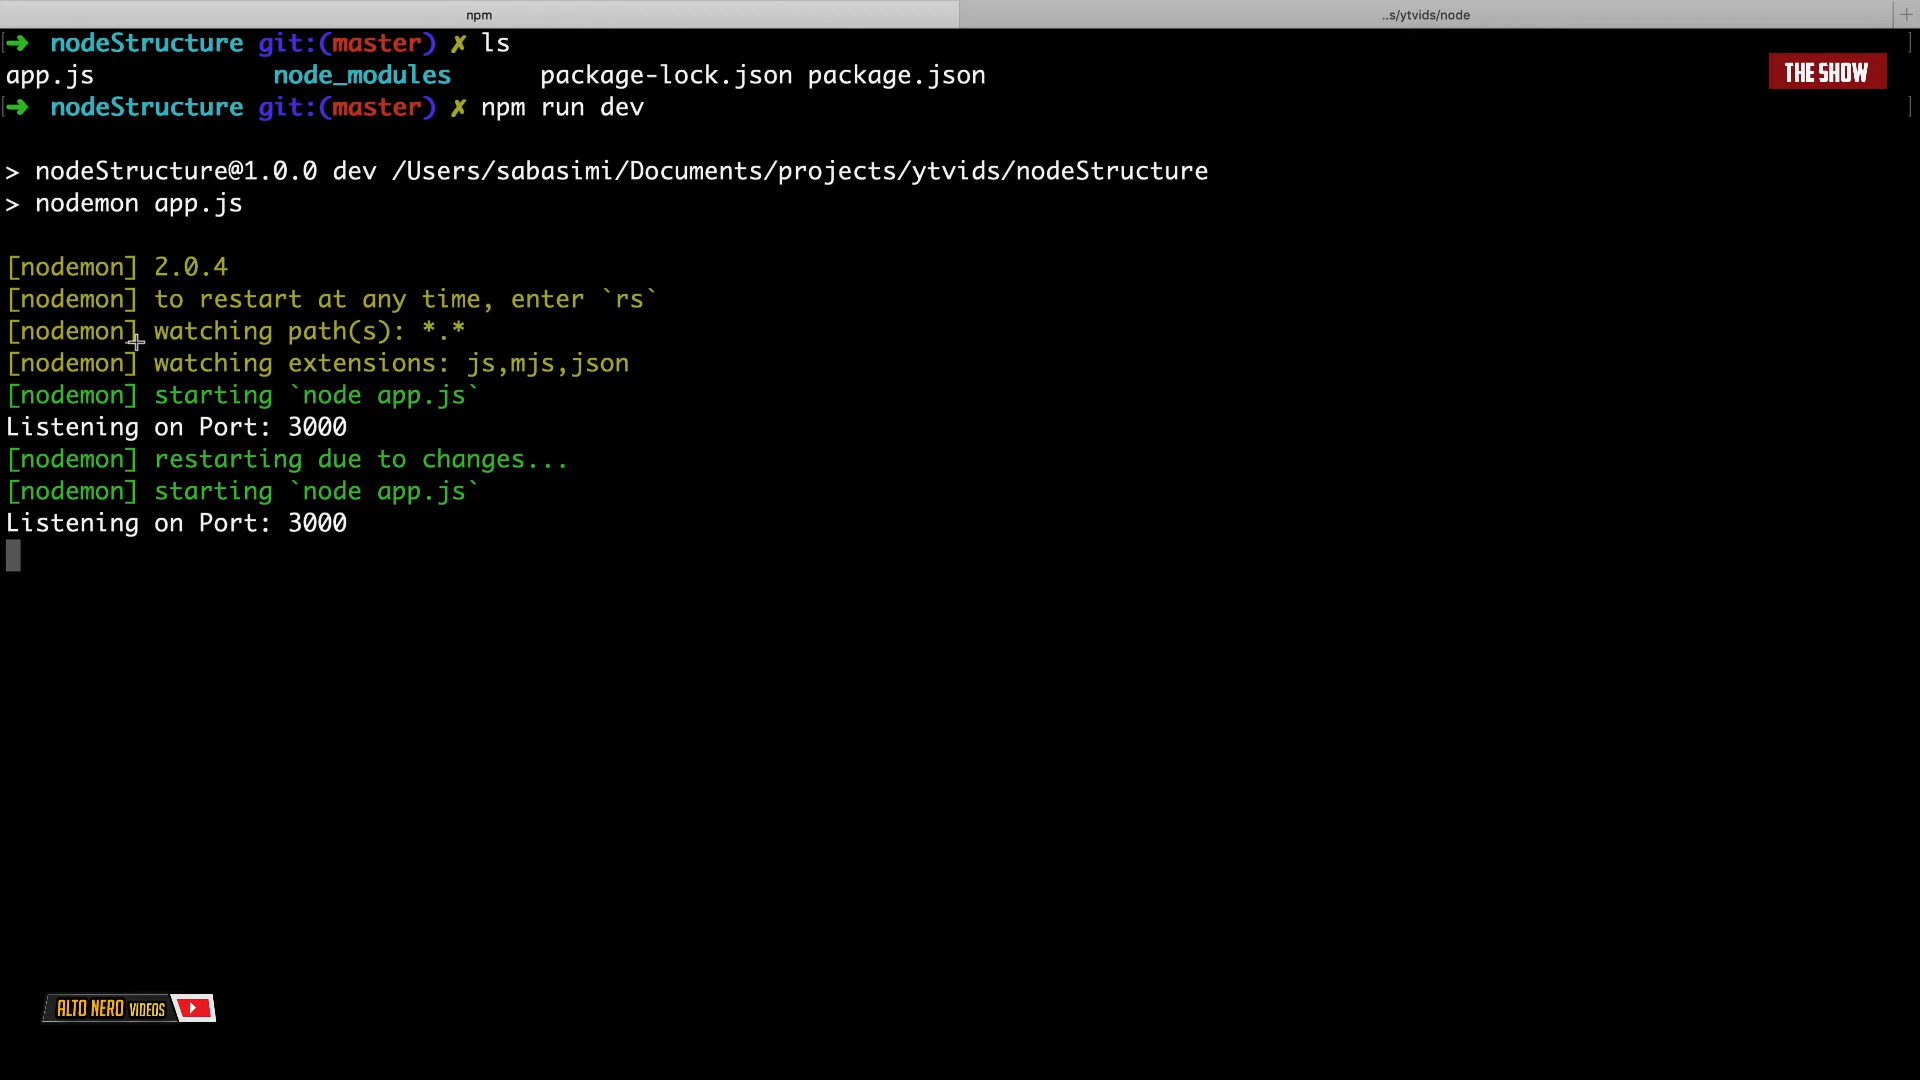 npm
..s/ytvids/node
➜ nodeStructure git:(master) ✗ ls
app.js node_modules package-lock.json package.json
THE SHOW
➜ nodeStructure git:(master) ✗ npm run dev
> nodeStructure@1.0.0 dev /Users/sabasimi/Documents/projects/ytvids/nodeStructure
> nodemon app.js
[nodemon] 2.0.4
[nodemon] to restart at any time, enter `rs`
[nodemon] watching path(s): *.*
[nodemon] watching extensions: js,mjs,json
[nodemon] starting `node app.js`
Listening on Port: 3000
[nodemon] restarting due to changes...
[nodemon] starting `node app.js`
Listening on Port: 3000
ALTO NERO VIDEOS